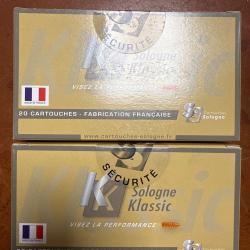 SÉCURITÉ
K
Sologne
Klassic
VISEZ LA PERFORMANCE
20 CARTOUCHES - FABRICATION FRANÇAISE
Sologne
www.cartouches-sologne.com
SÉCURITÉ
K
Sologne
Klassic
VISEZ LA PERFORMANCE